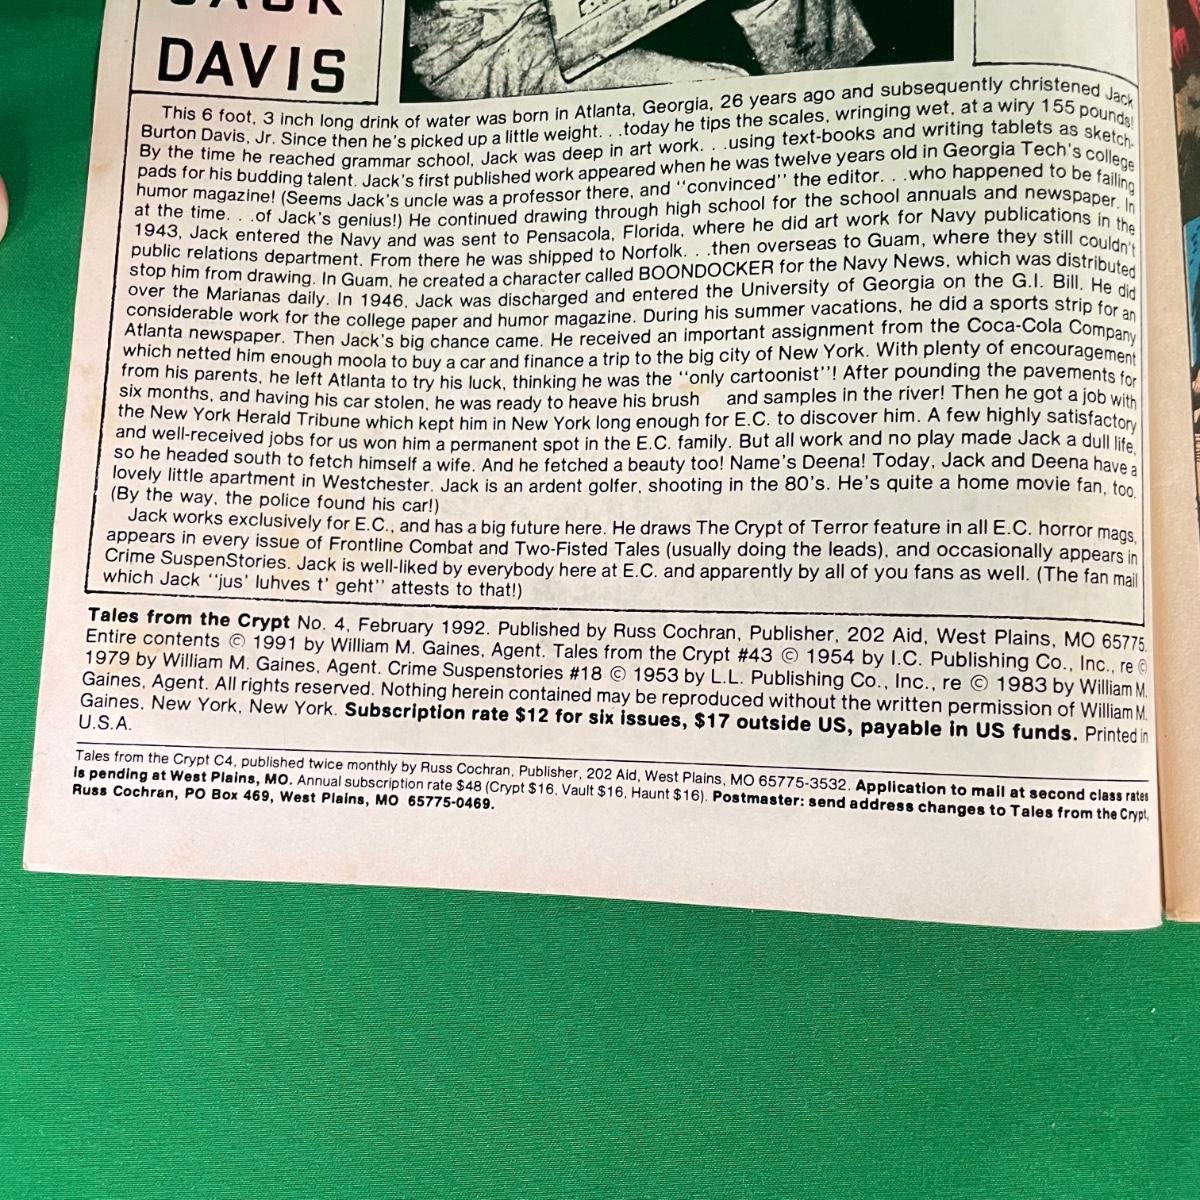 JACK
DAVIS
This 6 foot, 3 inch long drink of water was born in Atlanta, Georgia, 26 years ago and subsequently christened Jack
Burton Davis, Jr. Since then he's picked up a little weight. . .today he tips the scales, wringing wet, at a wiry 155 pounds!
By the time he reached grammar school, Jack was deep in art work. . .using text-books and writing tablets as sketch-
pads for his budding talent. Jack's first published work appeared when he was twelve years old in Georgia Tech's college
humor magazine! (Seems Jack's uncle was a professor there, and "convinced" the editor. . .who happened to be failing
at the time. . .of Jack's genius!) He continued drawing through high school for the school annuals and newspaper. In
1943, Jack entered the Navy and was sent to Pensacola, Florida, where he did art work for Navy publications in the
public relations department. From there he was shipped to Norfolk. . .then overseas to Guam, where they still couldn't
stop him from drawing. In Guam, he created a character called BOONDOCKER for the Navy News, which was distributed
over the Marianas daily. In 1946, Jack was discharged and entered the University of Georgia on the G.I. Bill. He did
considerable work for the college paper and humor magazine. During his summer vacations, he did a sports strip for an
Atlanta newspaper. Then Jack's big chance came. He received an important assignment from the Coca-Cola Company
which netted him enough moola to buy a car and finance a trip to the big city of New York. With plenty of encouragement
from his parents, he left Atlanta to try his luck, thinking he was the "only cartoonist"! After pounding the pavements for
six months, and having his car stolen, he was ready to heave his brush and samples in the river! Then he got a job with
the New York Herald Tribune which kept him in New York long enough for E.C. to discover him. A few highly satisfactory
and well-received jobs for us won him a permanent spot in the E.C. family. But all work and no play made Jack a dull life,
so he headed south to fetch himself a wife. And he fetched a beauty too! Name's Deena! Today, Jack and Deena have a
lovely little apartment in Westchester. Jack is an ardent golfer, shooting in the 80's. He's quite a home movie fan, too.
(By the way, the police found his car!)
Jack works exclusively for E.C., and has a big future here. He draws The Crypt of Terror feature in all E.C. horror mags,
appears in every issue of Frontline Combat and Two-Fisted Tales (usually doing the leads), and occasionally appears in
Crime SuspenStories. Jack is well-liked by everybody here at E.C. and apparently by all of you fans as well. (The fan mail
which Jack "jus' luhves t' geht" attests to that!)
Tales from the Crypt No. 4, February 1992. Published by Russ Cochran, Publisher, 202 Aid, West Plains, MO 65775.
Entire contents © 1991 by William M. Gaines, Agent. Tales from the Crypt #43 © 1954 by I.C. Publishing Co., Inc., re ©
1979 by William M. Gaines, Agent. Crime Suspenstories #18 © 1953 by L.L. Publishing Co., Inc., re © 1983 by William M.
Gaines, Agent. All rights reserved. Nothing herein contained may be reproduced without the written permission of William M.
Gaines, New York, New York. Subscription rate $12 for six issues, $17 outside US, payable in US funds. Printed in
U.S.A.
Tales from the Crypt C4, published twice monthly by Russ Cochran, Publisher, 202 Aid, West Plains, MO 65775-3532. Application to mail at second class rates
is pending at West Plains, MO. Annual subscription rate $48 (Crypt $16, Vault $16, Haunt $16). Postmaster: send address changes to Tales from the Crypt,
Russ Cochran, PO Box 469, West Plains, MO 65775-0469.